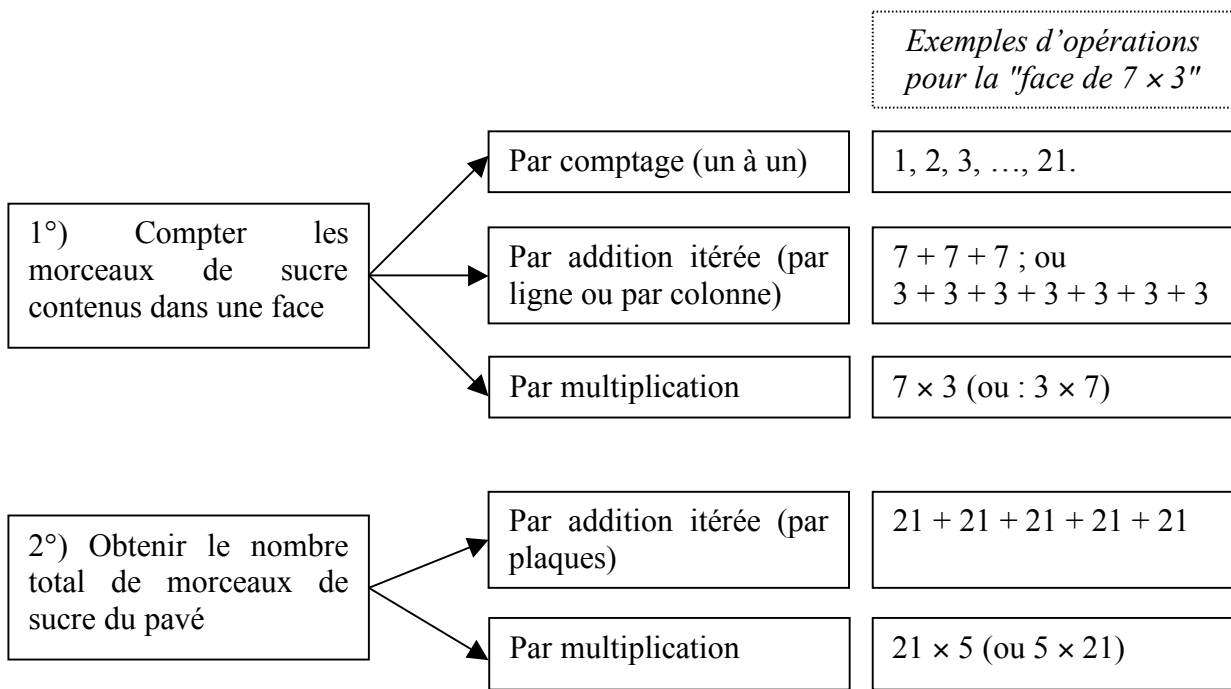 Exemples d’opérations
pour la "face de 7 × 3"
Par comptage (un à un)
1, 2, 3, …, 21.
1°) Compter les
morceaux de sucre
contenus dans une face
Par addition itérée (par
ligne ou par colonne)
7 + 7 + 7 ; ou
3 + 3 + 3 + 3 + 3 + 3 + 3
Par multiplication
7 × 3 (ou : 3 × 7)
2°) Obtenir le nombre
total de morceaux de
sucre du pavé
Par addition itérée (par
plaques)
21 + 21 + 21 + 21 + 21
Par multiplication
21 × 5 (ou 5 × 21)